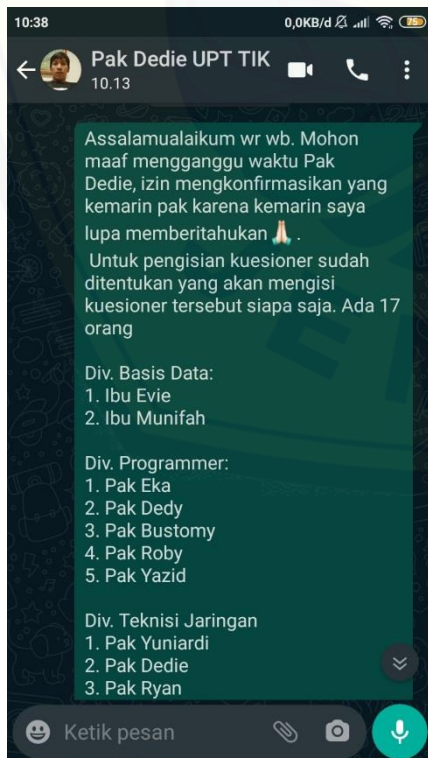 10:38
0,0KB/d
75
Pak Dedie UPT TIK
10.13
Assalamualaikum wr wb. Mohon
maaf mengganggu waktu Pak
Dedie, izin mengkonfirmasikan yang
kemarin pak karena kemarin saya
lupa memberitahukan 🙏🏻 .
Untuk pengisian kuesioner sudah
ditentukan yang akan mengisi
kuesioner tersebut siapa saja. Ada 17
orang
Div. Basis Data:
1. Ibu Evie
2. Ibu Munifah
Div. Programmer:
1. Pak Eka
2. Pak Dedy
3. Pak Bustomy
4. Pak Roby
5. Pak Yazid
Div. Teknisi Jaringan
1. Pak Yuniardi
2. Pak Dedie
3. Pak Ryan
Ketik pesan